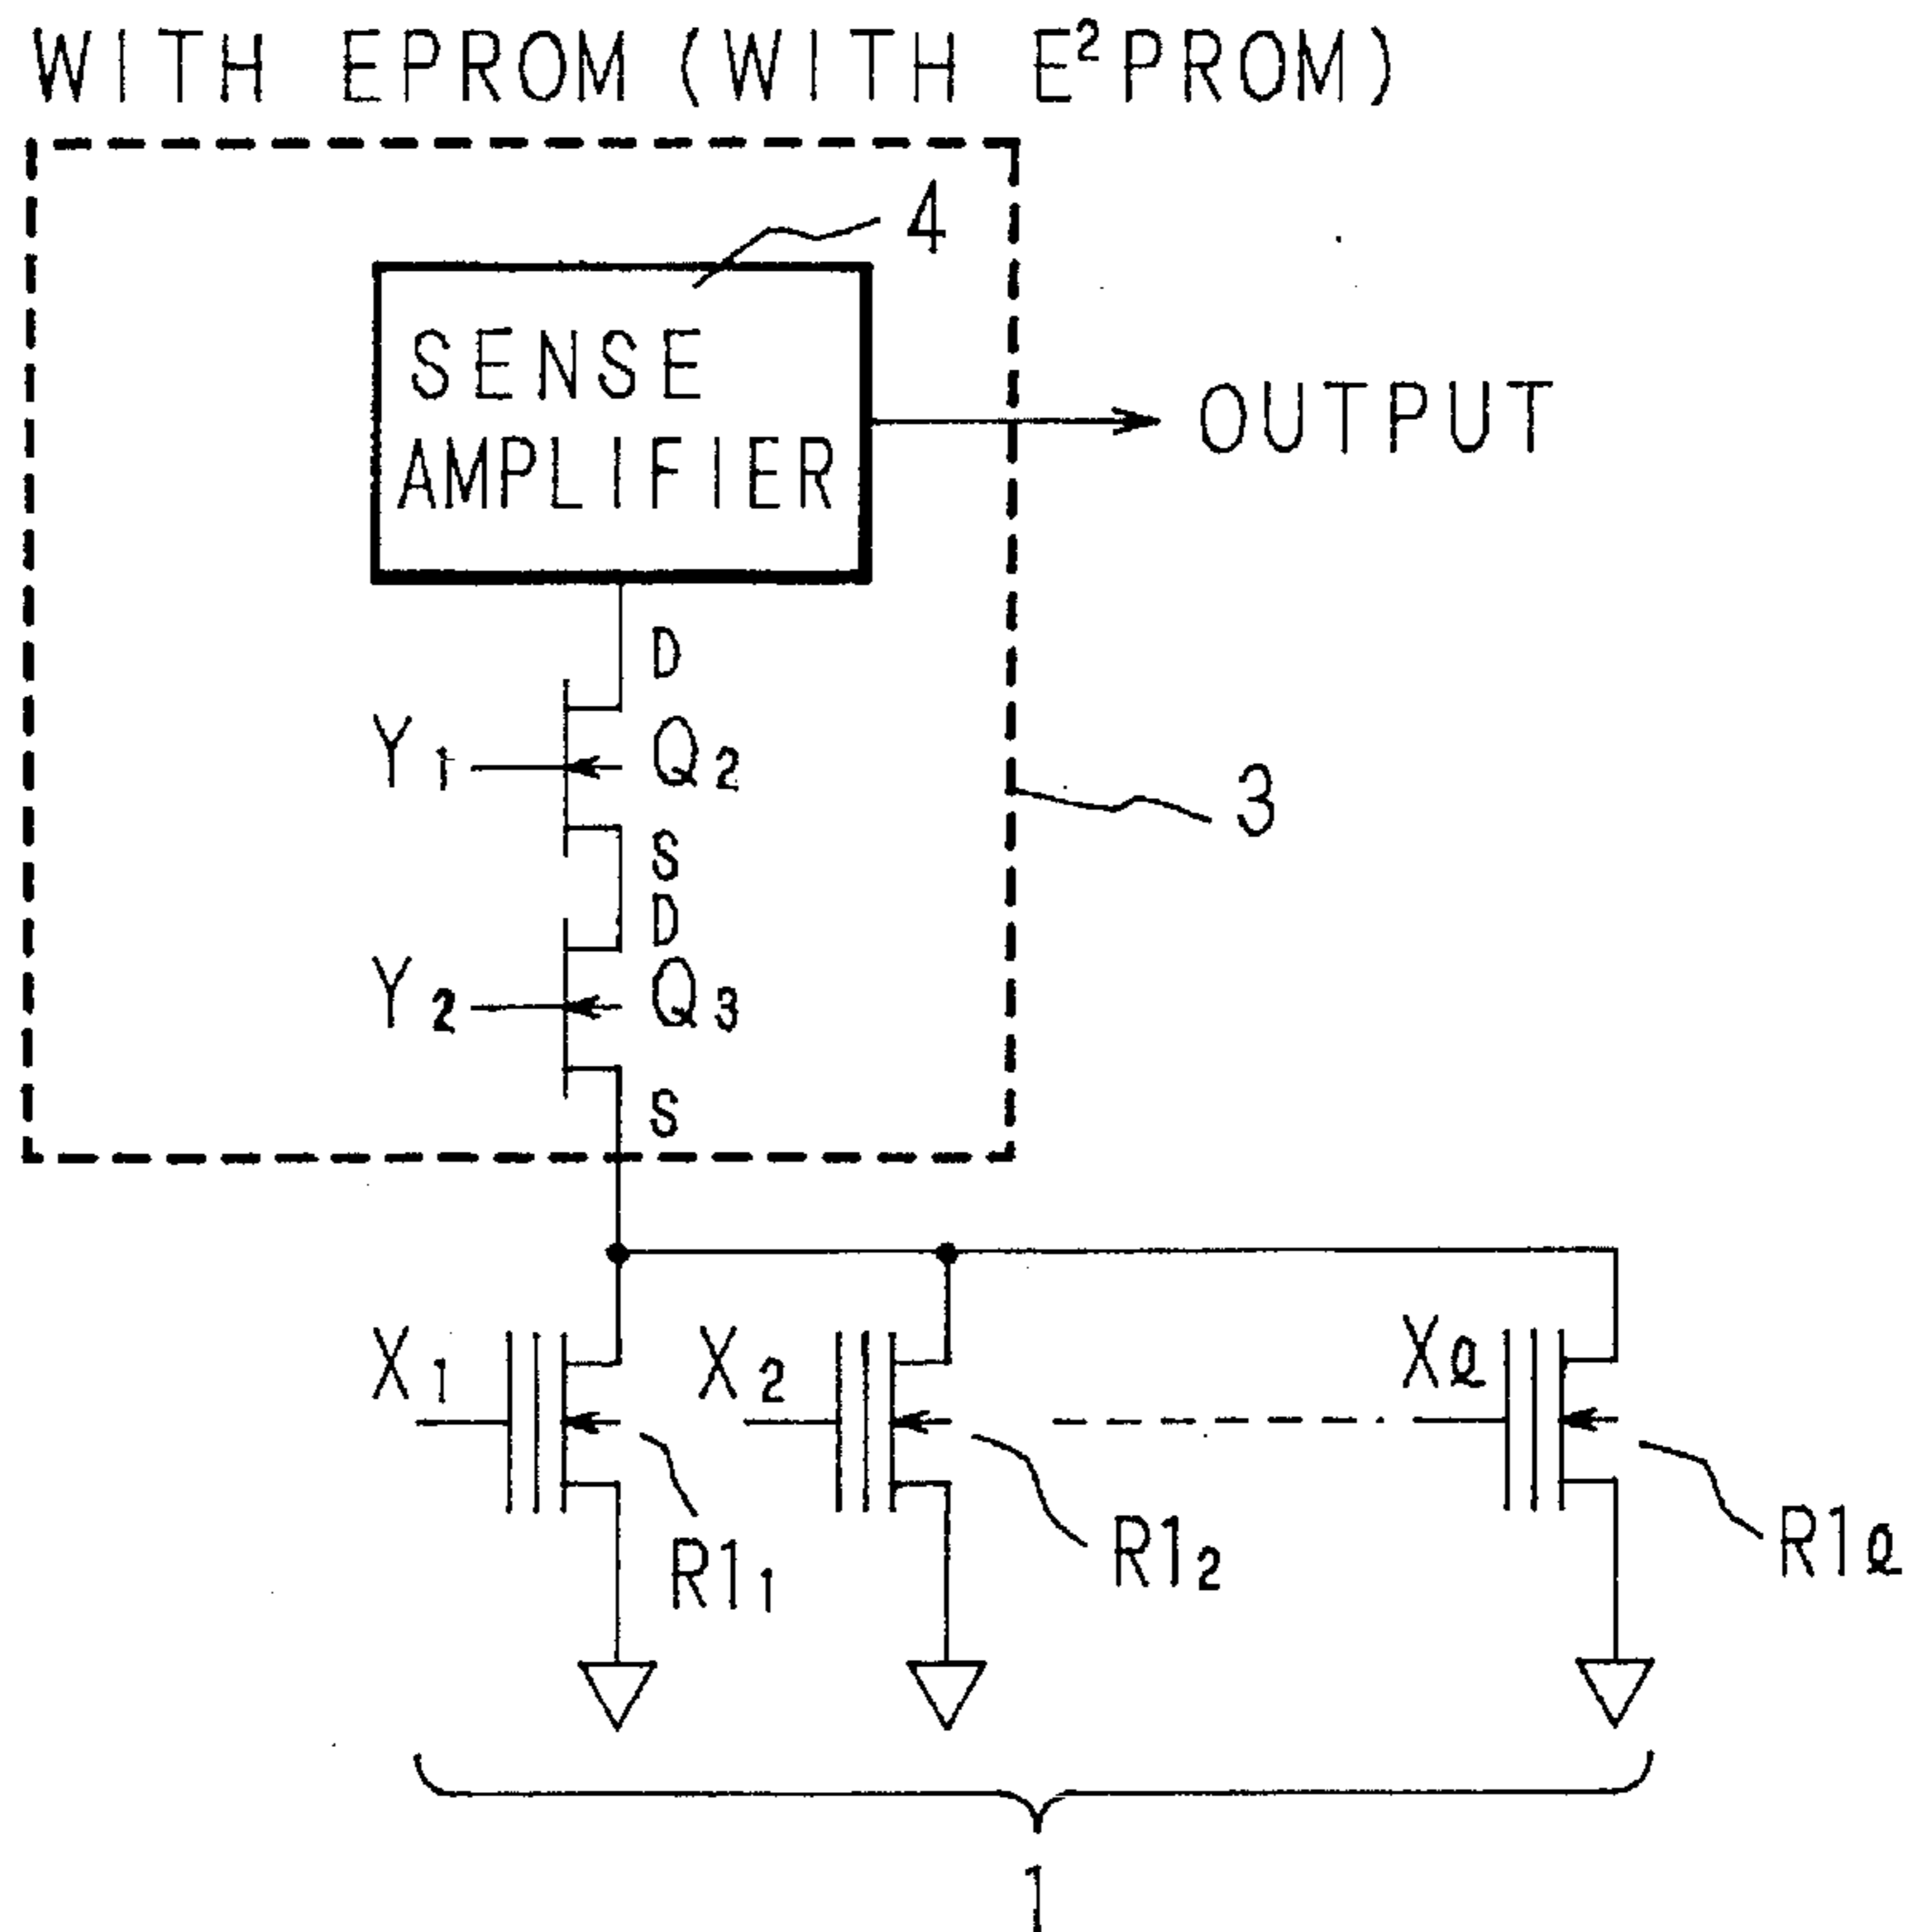 WITH EPROM (WITH E²PROM)
4
SENSE
AMPLIFIER
OUTPUT
D
Y₁
Q₂
3
S
D
Y₂
Q₃
S
X₁
X₂
Xℓ
R1₁
R1₂
R1ℓ
1